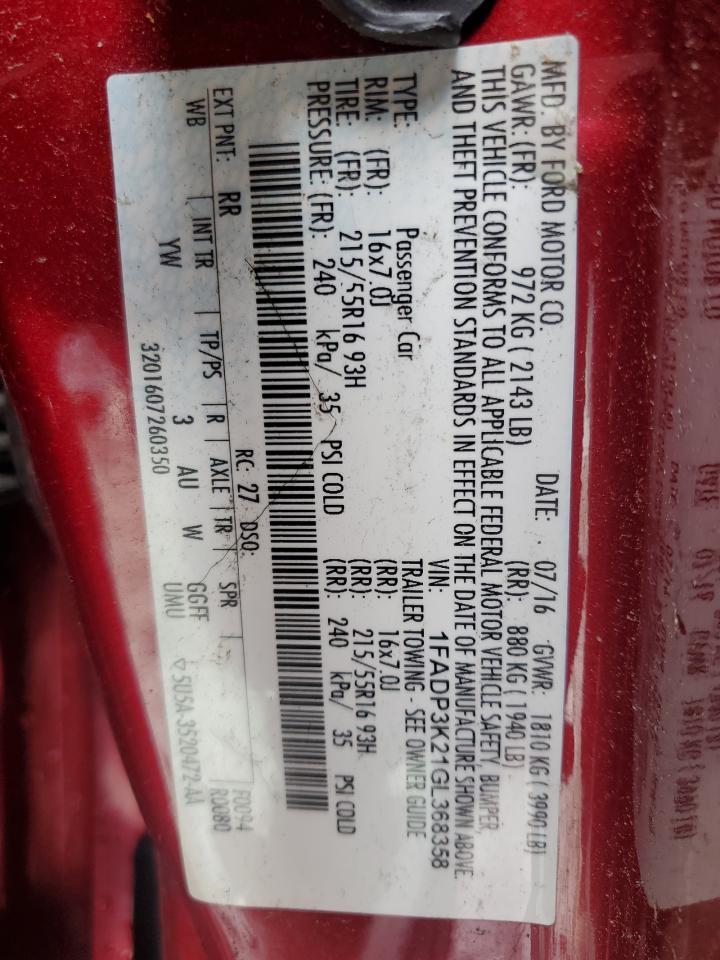 MFD. BY FORD MOTOR CO.
DATE: 07/16 GVWR: 1810 KG ( 3990 LB)
GAWR: (FR): 972 KG ( 2143 LB) (RR): 880 KG ( 1940 LB)
THIS VEHICLE CONFORMS TO ALL APPLICABLE FEDERAL MOTOR VEHICLE SAFETY, BUMPER,
AND THEFT PREVENTION STANDARDS IN EFFECT ON THE DATE OF MANUFACTURE SHOWN ABOVE.
VIN: 1FADP3K21GL368358
TYPE: Passenger Car TRAILER TOWING - SEE OWNER GUIDE
RIM: (FR): 16x7.0J (RR): 16x7.0J
TIRE: (FR): 215/55R16 93H (RR): 215/55R16 93H
PRESSURE: (FR): 240 kPa/ 35 PSI COLD (RR): 240 kPa/ 35 PSI COLD
EXT PNT: RR RC: 27 DSO: F0094
R0080
WB INT TR TP/PS R AXLE TR SPR
YW 3 AU W GGFF
3201607260350 UMU ▽5U5A-3520472-AA